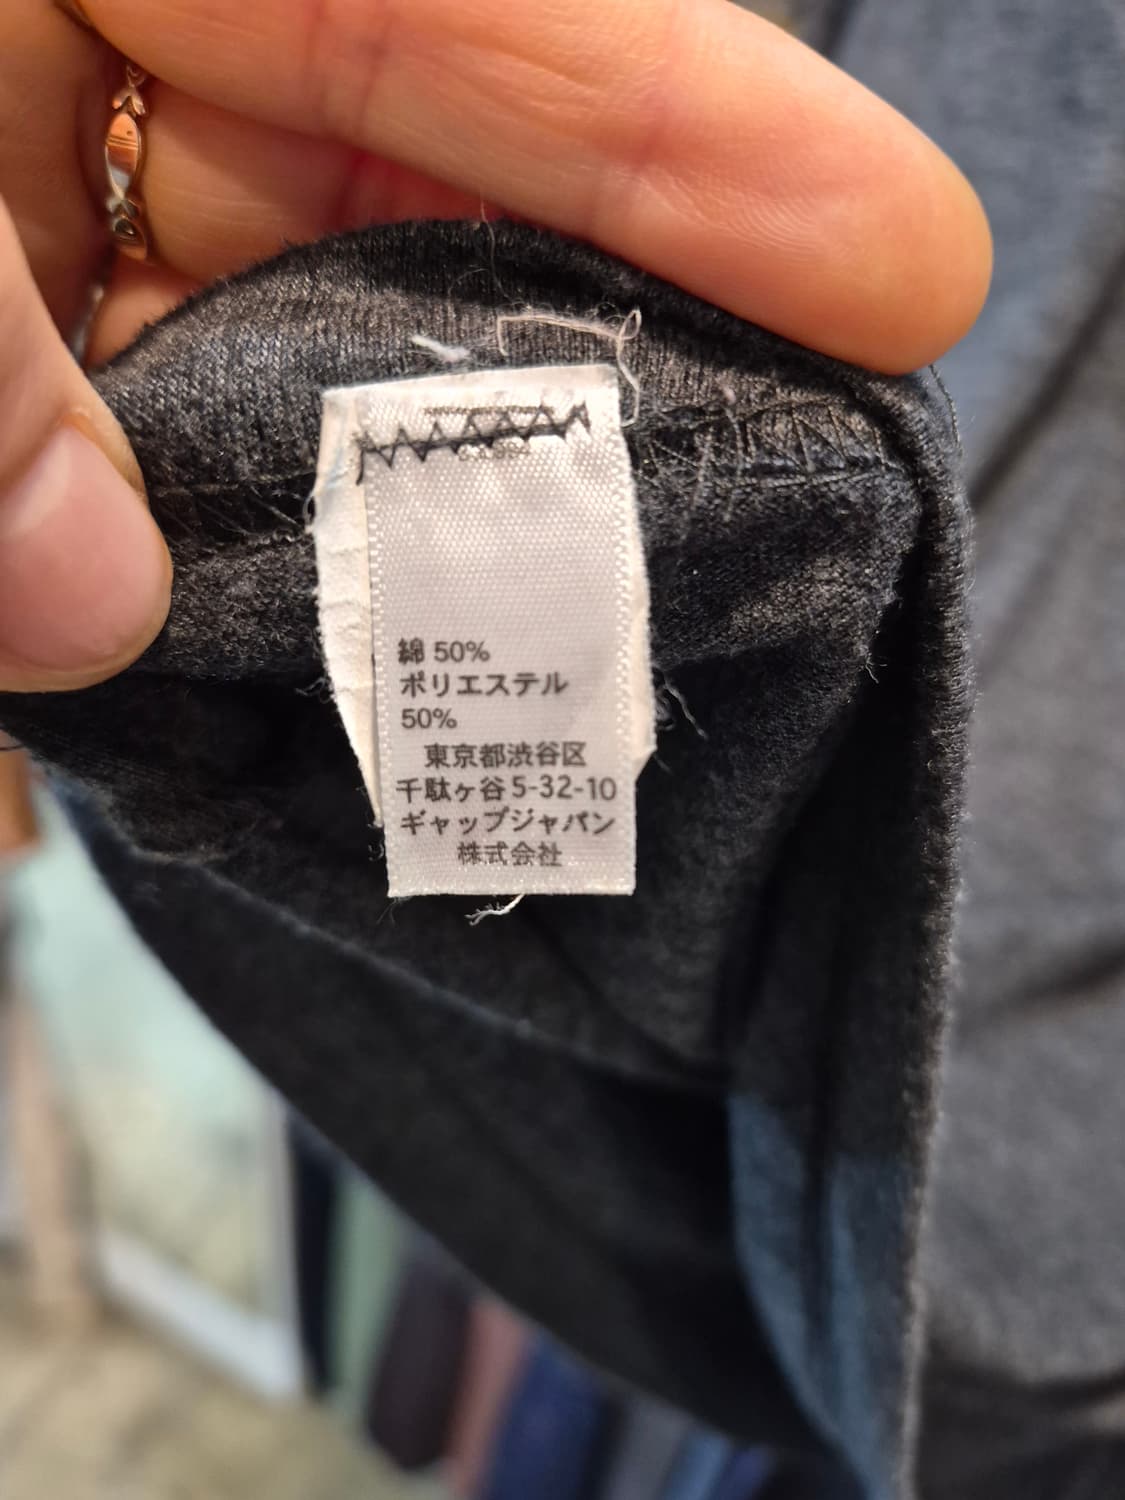 綿 50%
ポリエステル
50%
東京都渋谷区
千駄ヶ谷 5-32-10
ギャップジャパン
株式会社